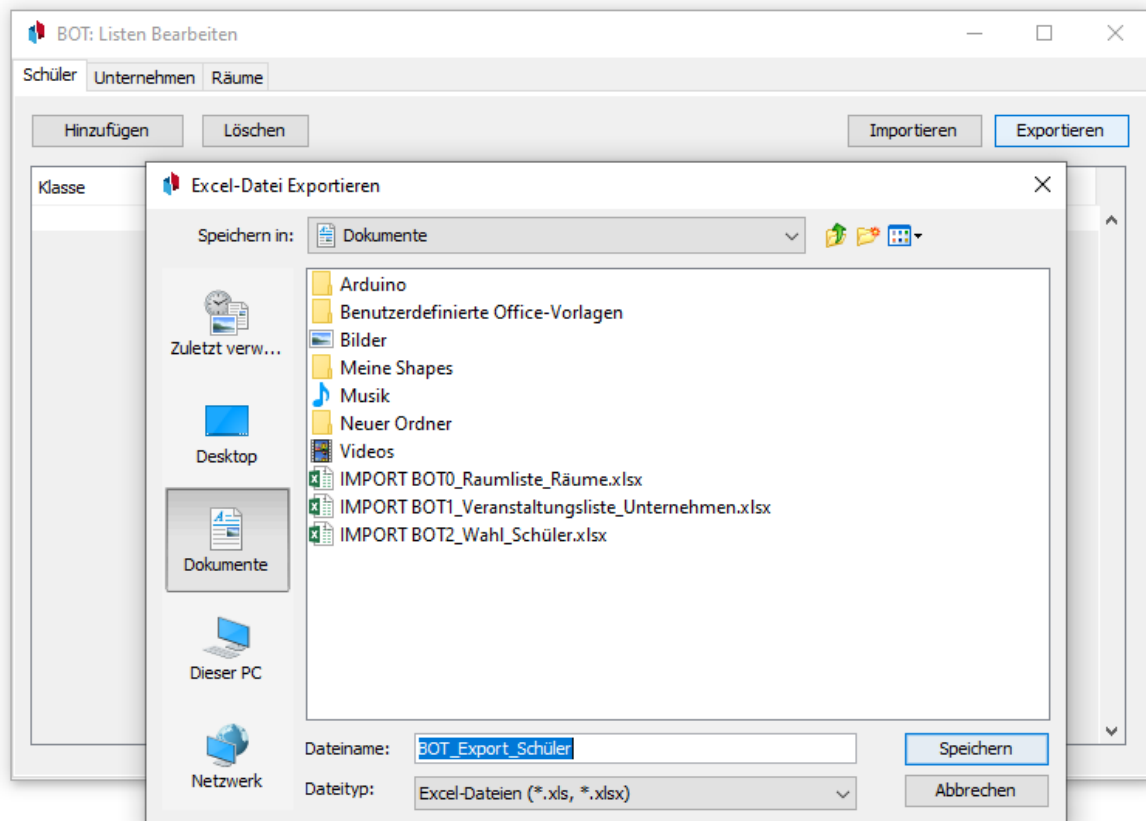 BOT: Listen Bearbeiten
Schüler Unternehmen Räume
Hinzufügen Löschen Importieren Exportieren
Klasse
Excel-Datei Exportieren
Speichern in: Dokumente
Zuletzt verw...
Desktop
Dokumente
Dieser PC
Netzwerk
Arduino
Benutzerdefinierte Office-Vorlagen
Bilder
Meine Shapes
Musik
Neuer Ordner
Videos
IMPORT BOT0_Raumliste_Räume.xlsx
IMPORT BOT1_Veranstaltungsliste_Unternehmen.xlsx
IMPORT BOT2_Wahl_Schüler.xlsx
Dateiname: BOT_Export_Schüler Speichern
Dateityp: Excel-Dateien (*.xls, *.xlsx) Abbrechen